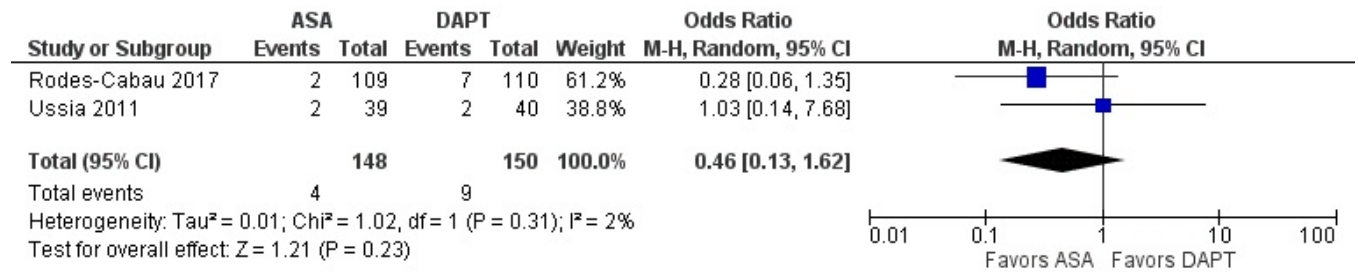 ASA DAPT Odds Ratio Odds Ratio
Study or Subgroup Events Total Events Total Weight M-H, Random, 95% CI M-H, Random, 95% CI
Rodes-Cabau 2017 2 109 7 110 61.2% 0.28 [0.06, 1.35]
Ussia 2011 2 39 2 40 38.8% 1.03 [0.14, 7.68]
Total (95% CI) 148 150 100.0% 0.46 [0.13, 1.62]
Total events 4 9
Heterogeneity: Tau² = 0.01; Chi² = 1.02, df = 1 (P = 0.31); I² = 2%
Test for overall effect: Z = 1.21 (P = 0.23)
0.01 0.1 1 10 100
Favors ASA Favors DAPT